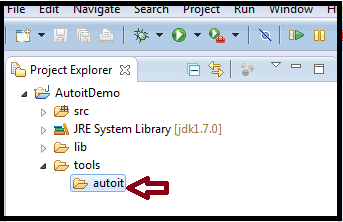 Edit Navigate Search Project Run Window
Project Explorer
AutoitDemo
src
JRE System Library [jdk1.7.0]
lib
tools
autoit